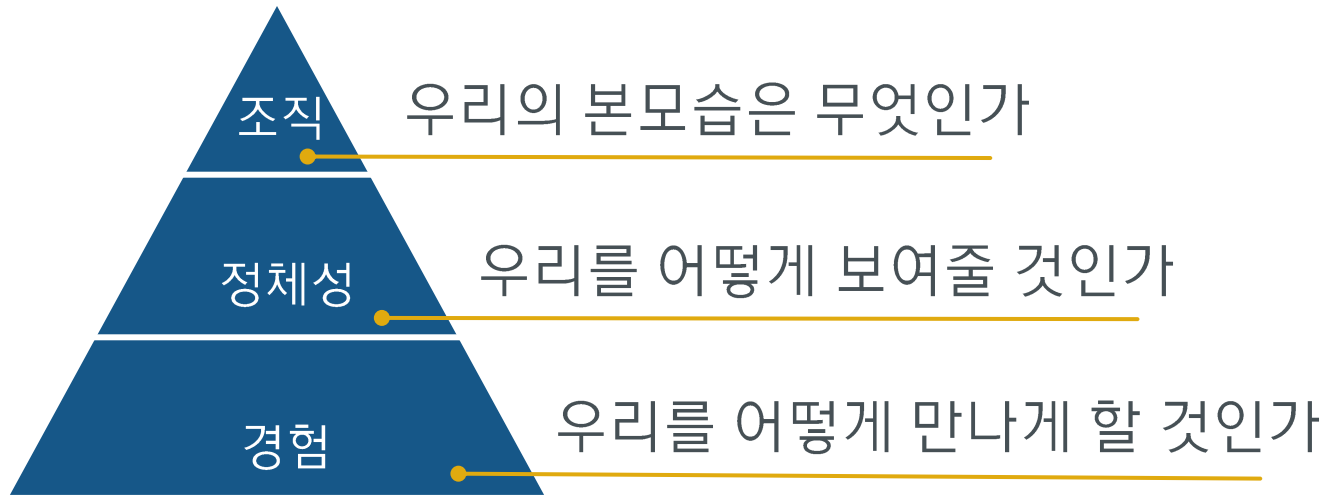 조직
우리의 본모습은 무엇인가
정체성
우리를 어떻게 보여줄 것인가
경험
우리를 어떻게 만나게 할 것인가